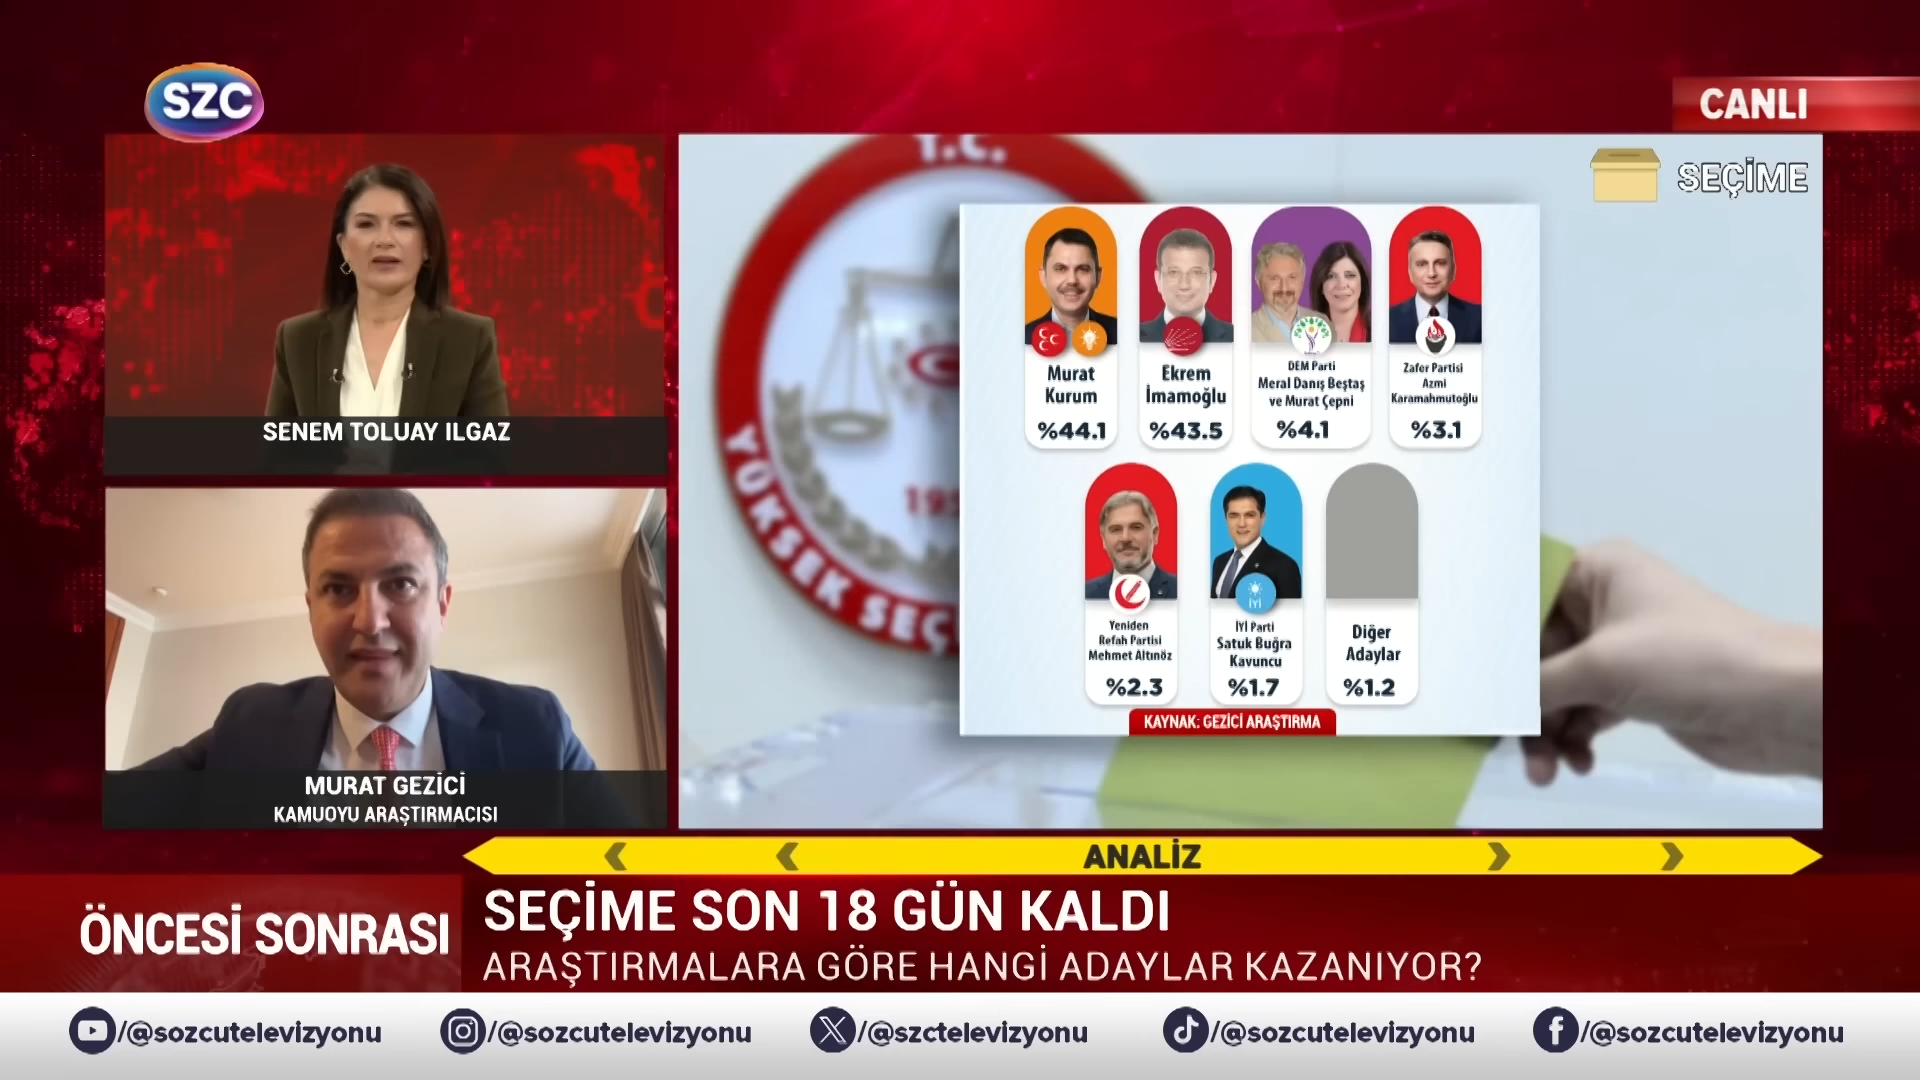 SZC
CANLI
SEÇİME
T.C.
YÜKSEK SEÇ
195
SENEM TOLUAY ILGAZ
MURAT GEZİCİ
KAMUOYU ARAŞTIRMACISI
Murat
Kurum
%44.1
Ekrem
İmamoğlu
%43.5
DEM Parti
Meral Danış Beştaş
ve Murat Çepni
%4.1
Zafer Partisi
Azmi
Karamahmutoğlu
%3.1
Yeniden
Refah Partisi
Mehmet Altınöz
%2.3
İYİ
İYİ Parti
Satuk Buğra
Kavuncu
%1.7
Diğer
Adaylar
%1.2
KAYNAK: GEZİCİ ARAŞTIRMA
ANALİZ
ÖNCESİ SONRASI
SEÇİME SON 18 GÜN KALDI
ARAŞTIRMALARA GÖRE HANGİ ADAYLAR KAZANIYOR?
/@sozcutelevizyonu
/@sozcutelevizyonu
/@szctelevizyonu
/@sozcutelevizyonu
/@sozcutelevizyonu